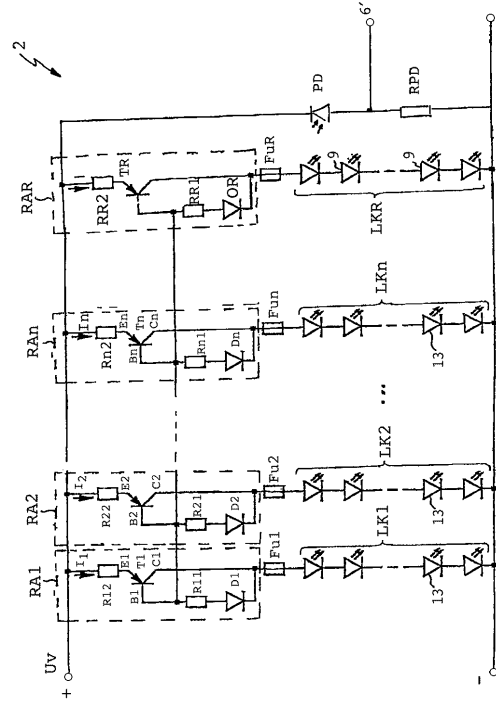 2
6'
+
Uv
-
RA1
I1
R12
E1
T1
B1
C1
R11
D1
Fu1
13
LK1
RA2
I2
R22
E2
B2
C2
R21
D2
Fu2
13
LK2
...
RAn
In
Rn2
En
Tn
Bn
Cn
Rn1
Dn
Fun
13
LKn
RAR
RR2
TR
RR1
OR
FuR
9
9
LKR
PD
RPD